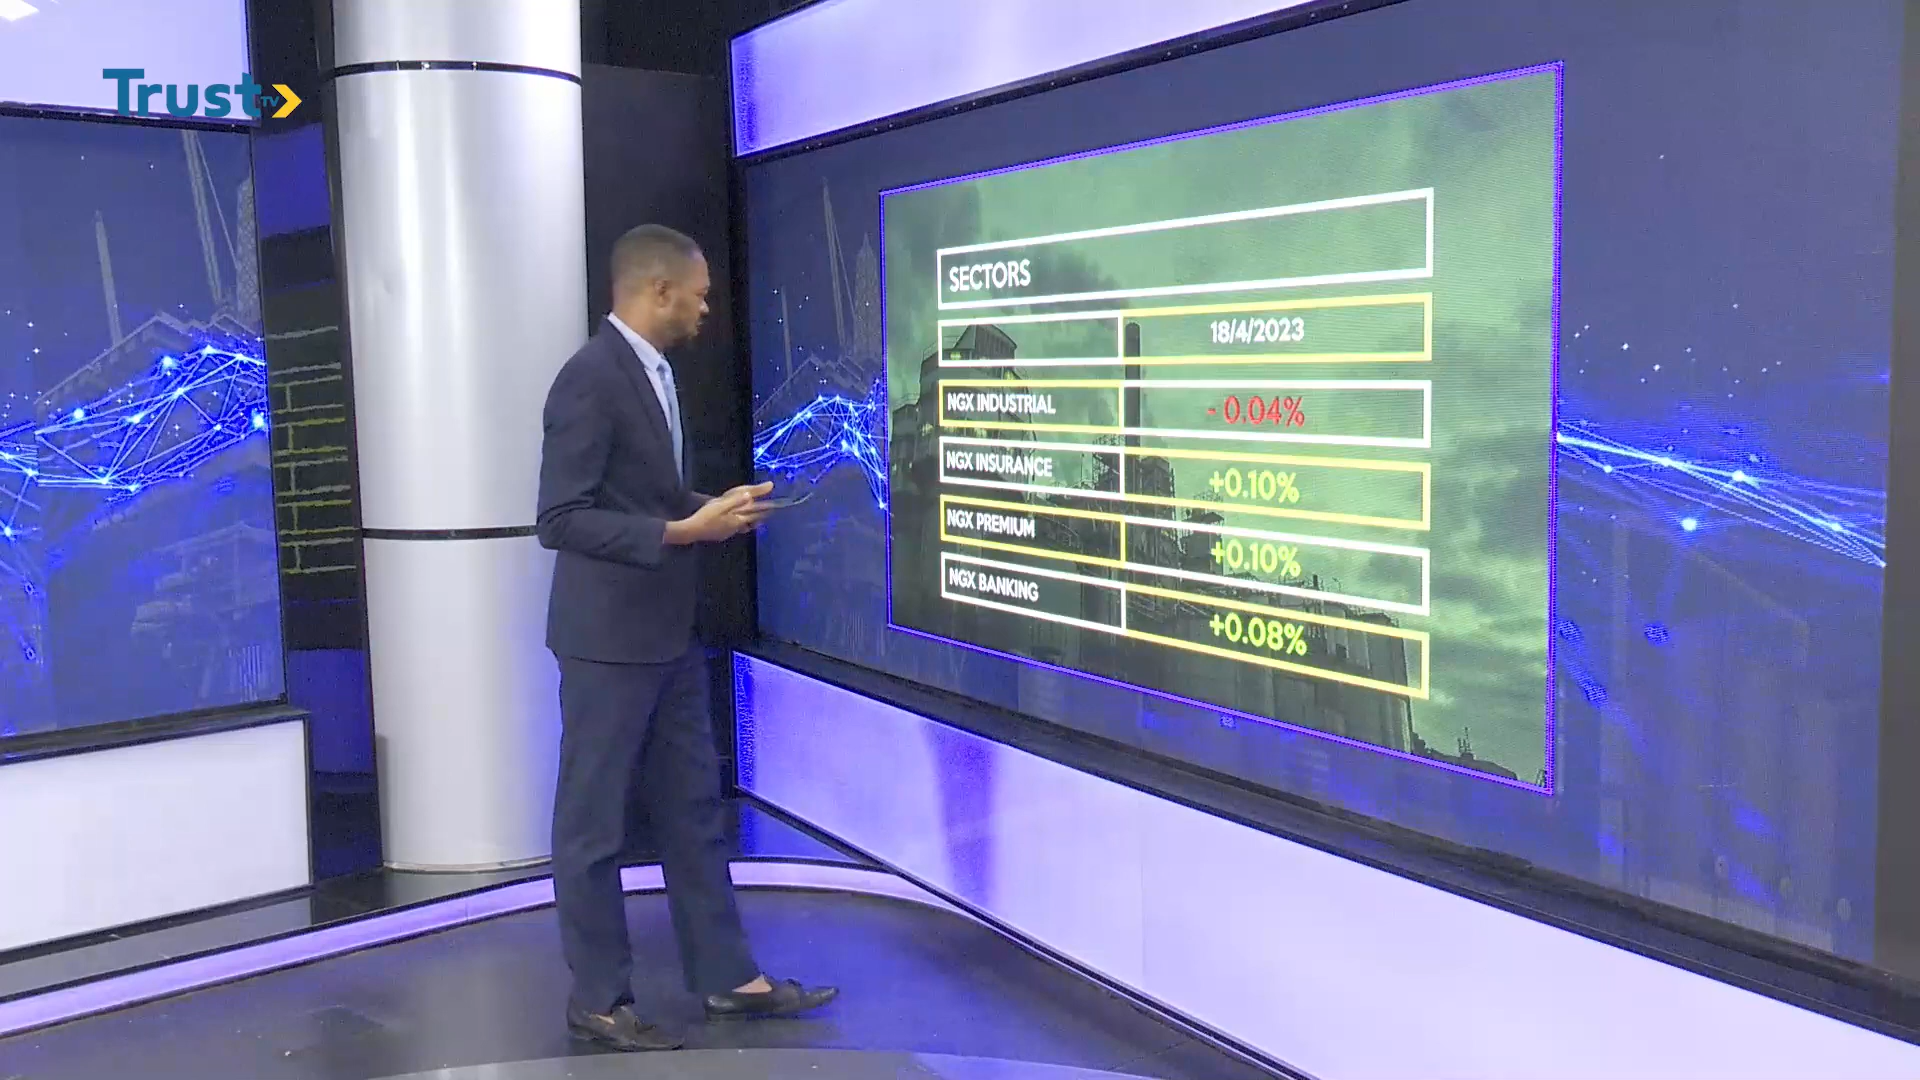 Trust TV
SECTORS
18/4/2023
NGX INDUSTRIAL - 0.04%
NGX INSURANCE +0.10%
NGX PREMIUM +0.10%
NGX BANKING +0.08%